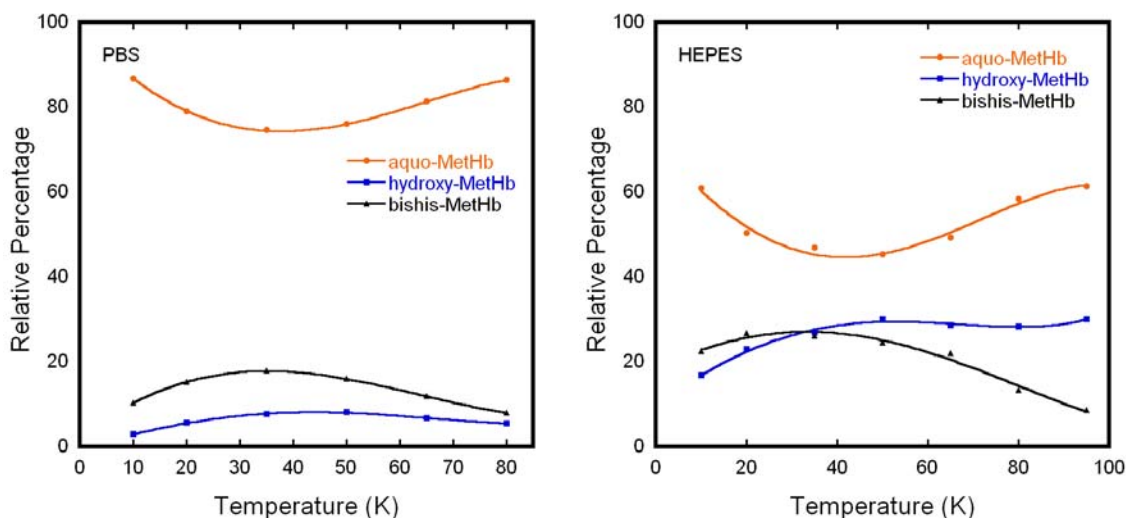 100
80
60
40
20
0
Relative Percentage
PBS
aquo-MetHb
hydroxy-MetHb
bishis-MetHb
0 10 20 30 40 50 60 70 80
Temperature (K)
100
80
60
40
20
0
Relative Percentage
HEPES
aquo-MetHb
hydroxy-MetHb
bishis-MetHb
0 20 40 60 80 100
Temperature (K)